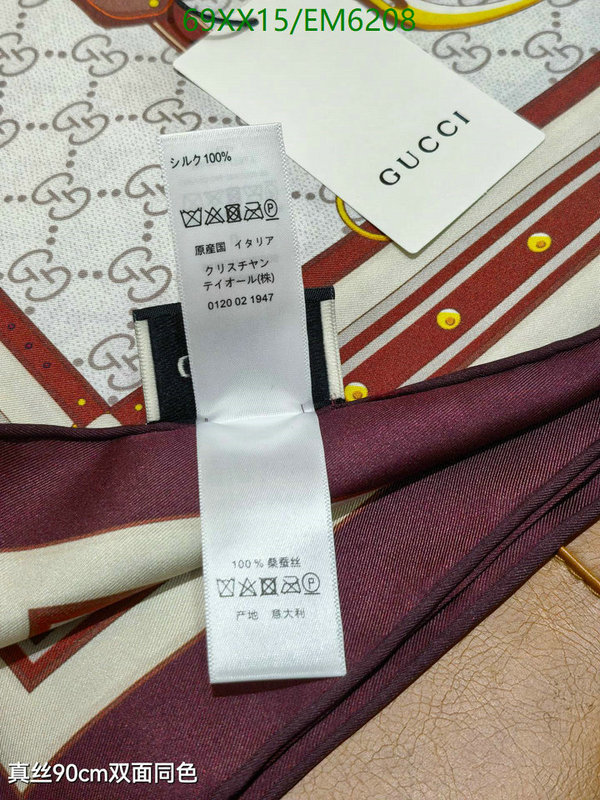 69XX15/EM6208
GUCCI
シルク100%
原産国 イタリア
クリスチャン
テイオール(株)
0120 02 1947
100% 桑蚕丝
产地 意大利
真丝90cm双面同色